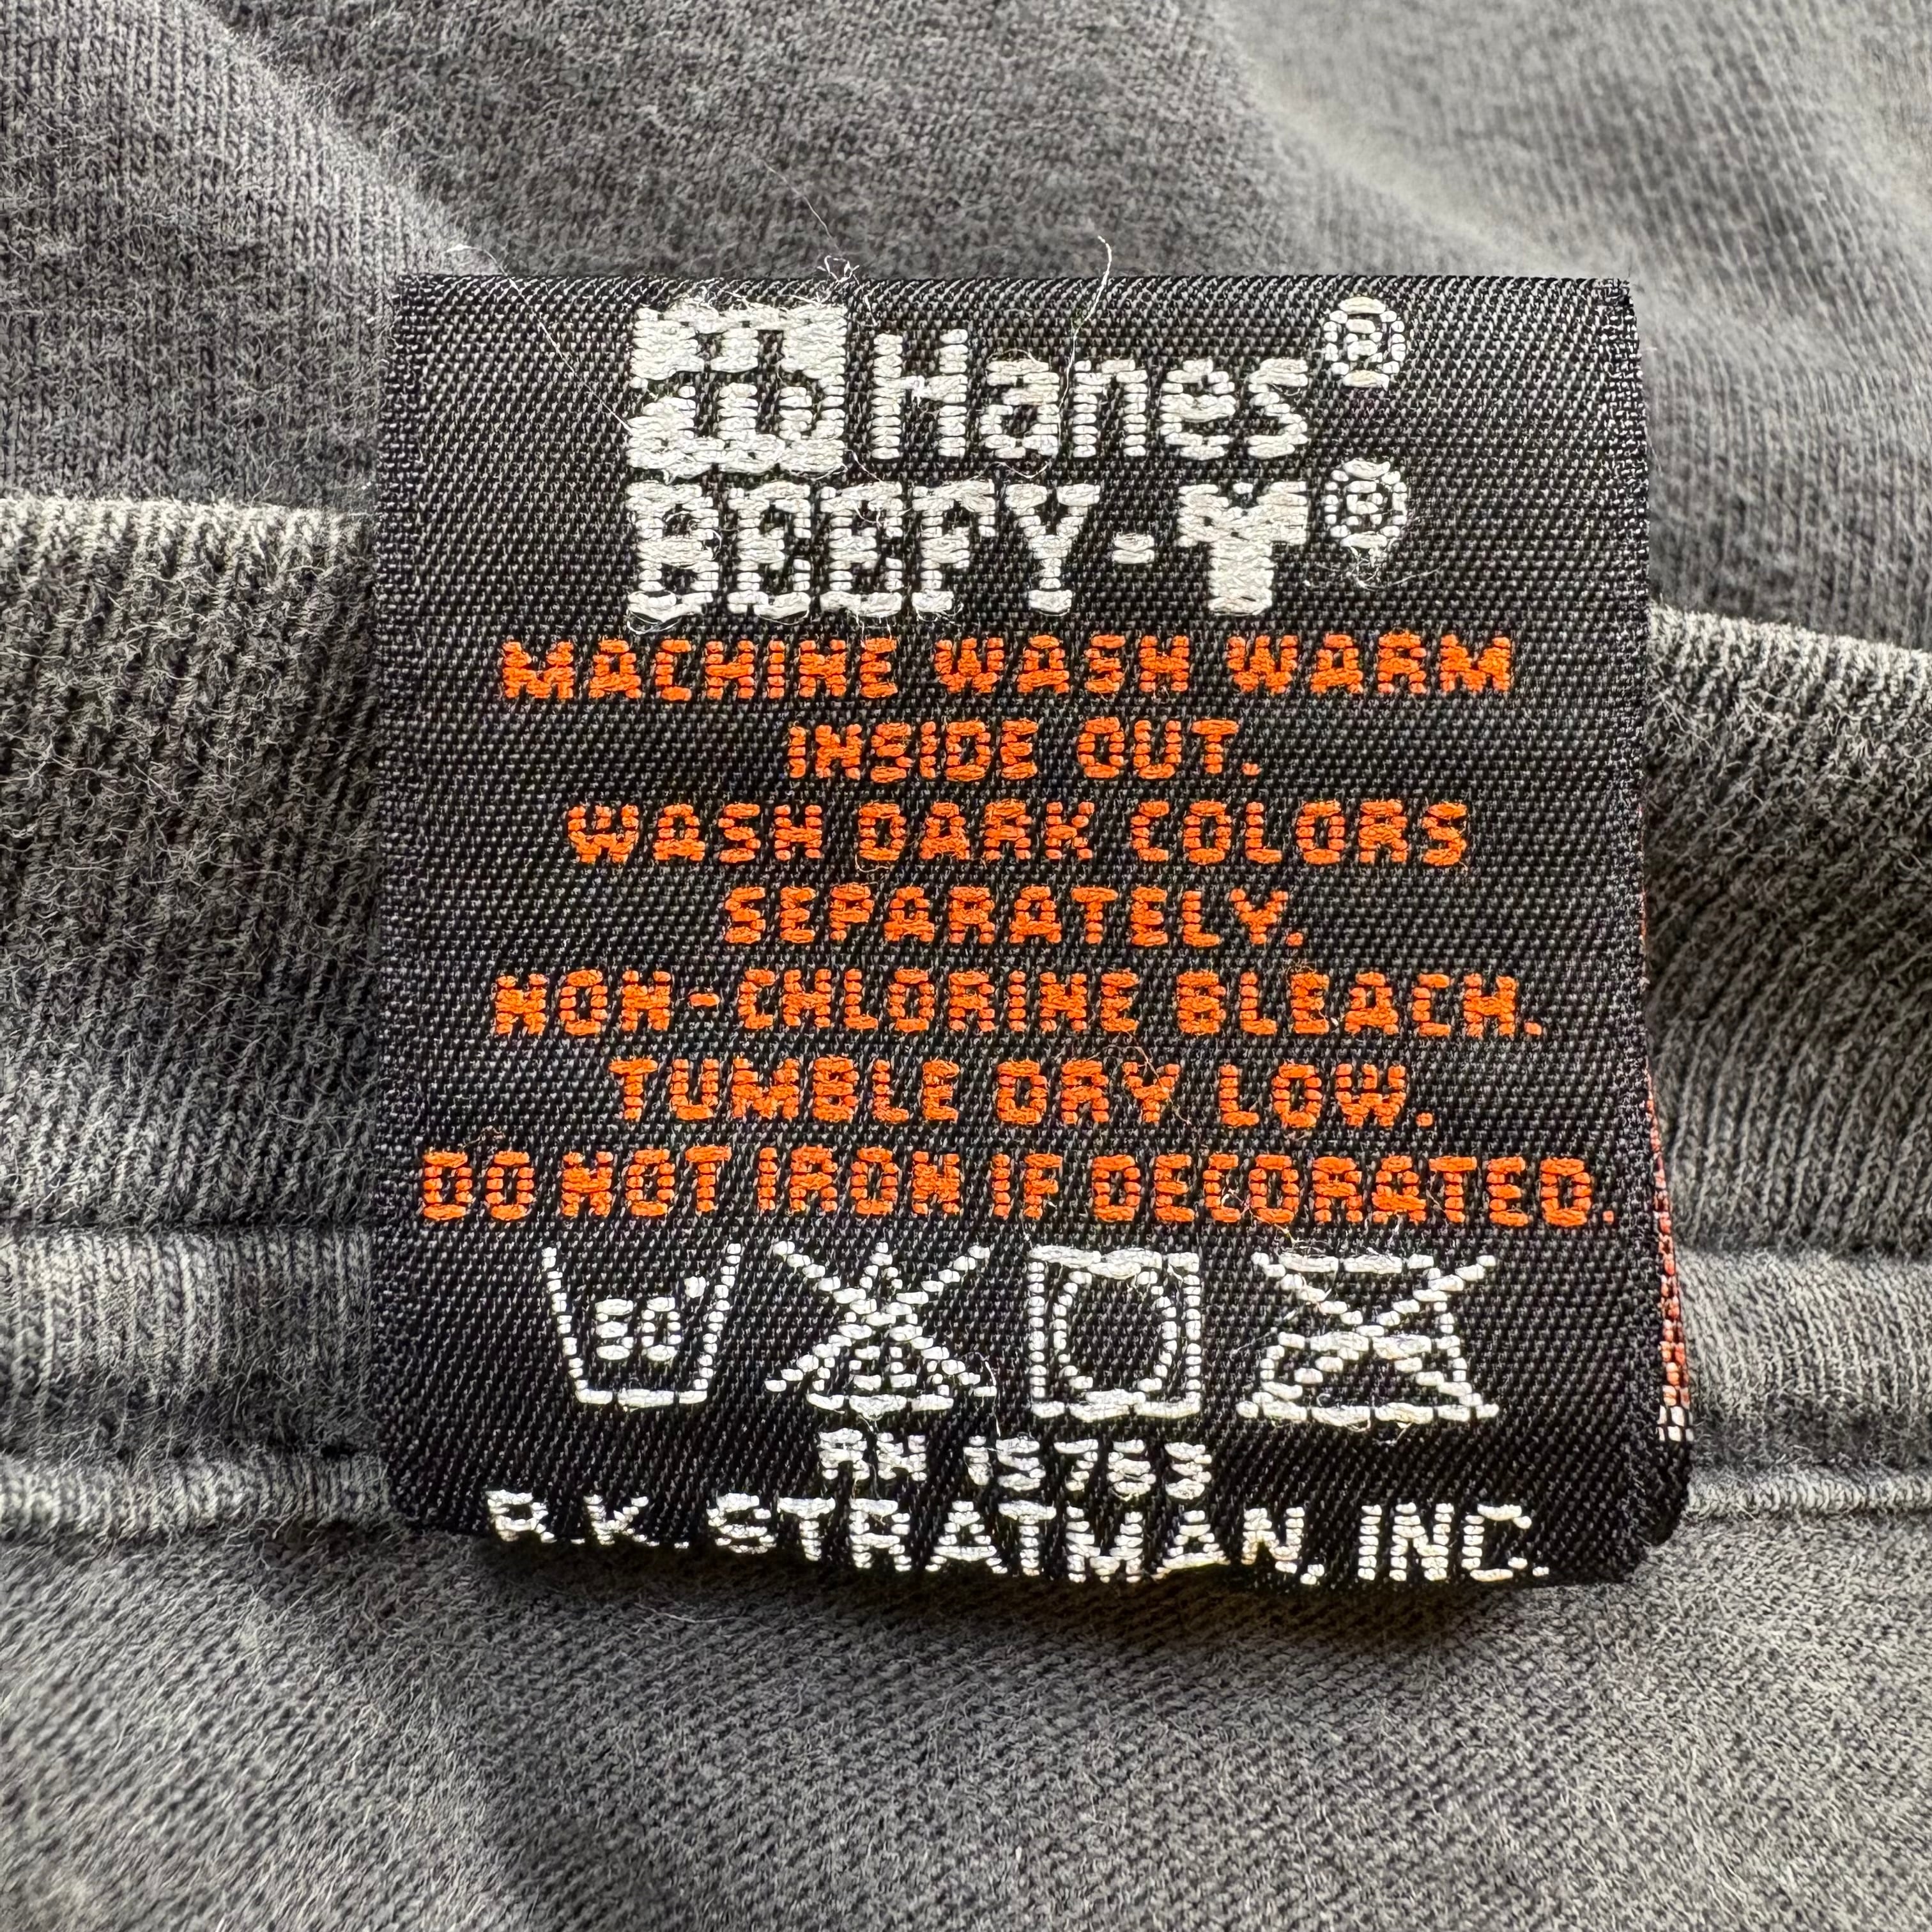 Hanes®
BEEFY-T®
MACHINE WASH WARM
INSIDE OUT.
WASH DARK COLORS
SEPARATELY.
NON-CHLORINE BLEACH.
TUMBLE DRY LOW.
DO NOT IRON IF DECORATED.
50°
RN 15763
R.K. STRATMAN, INC.